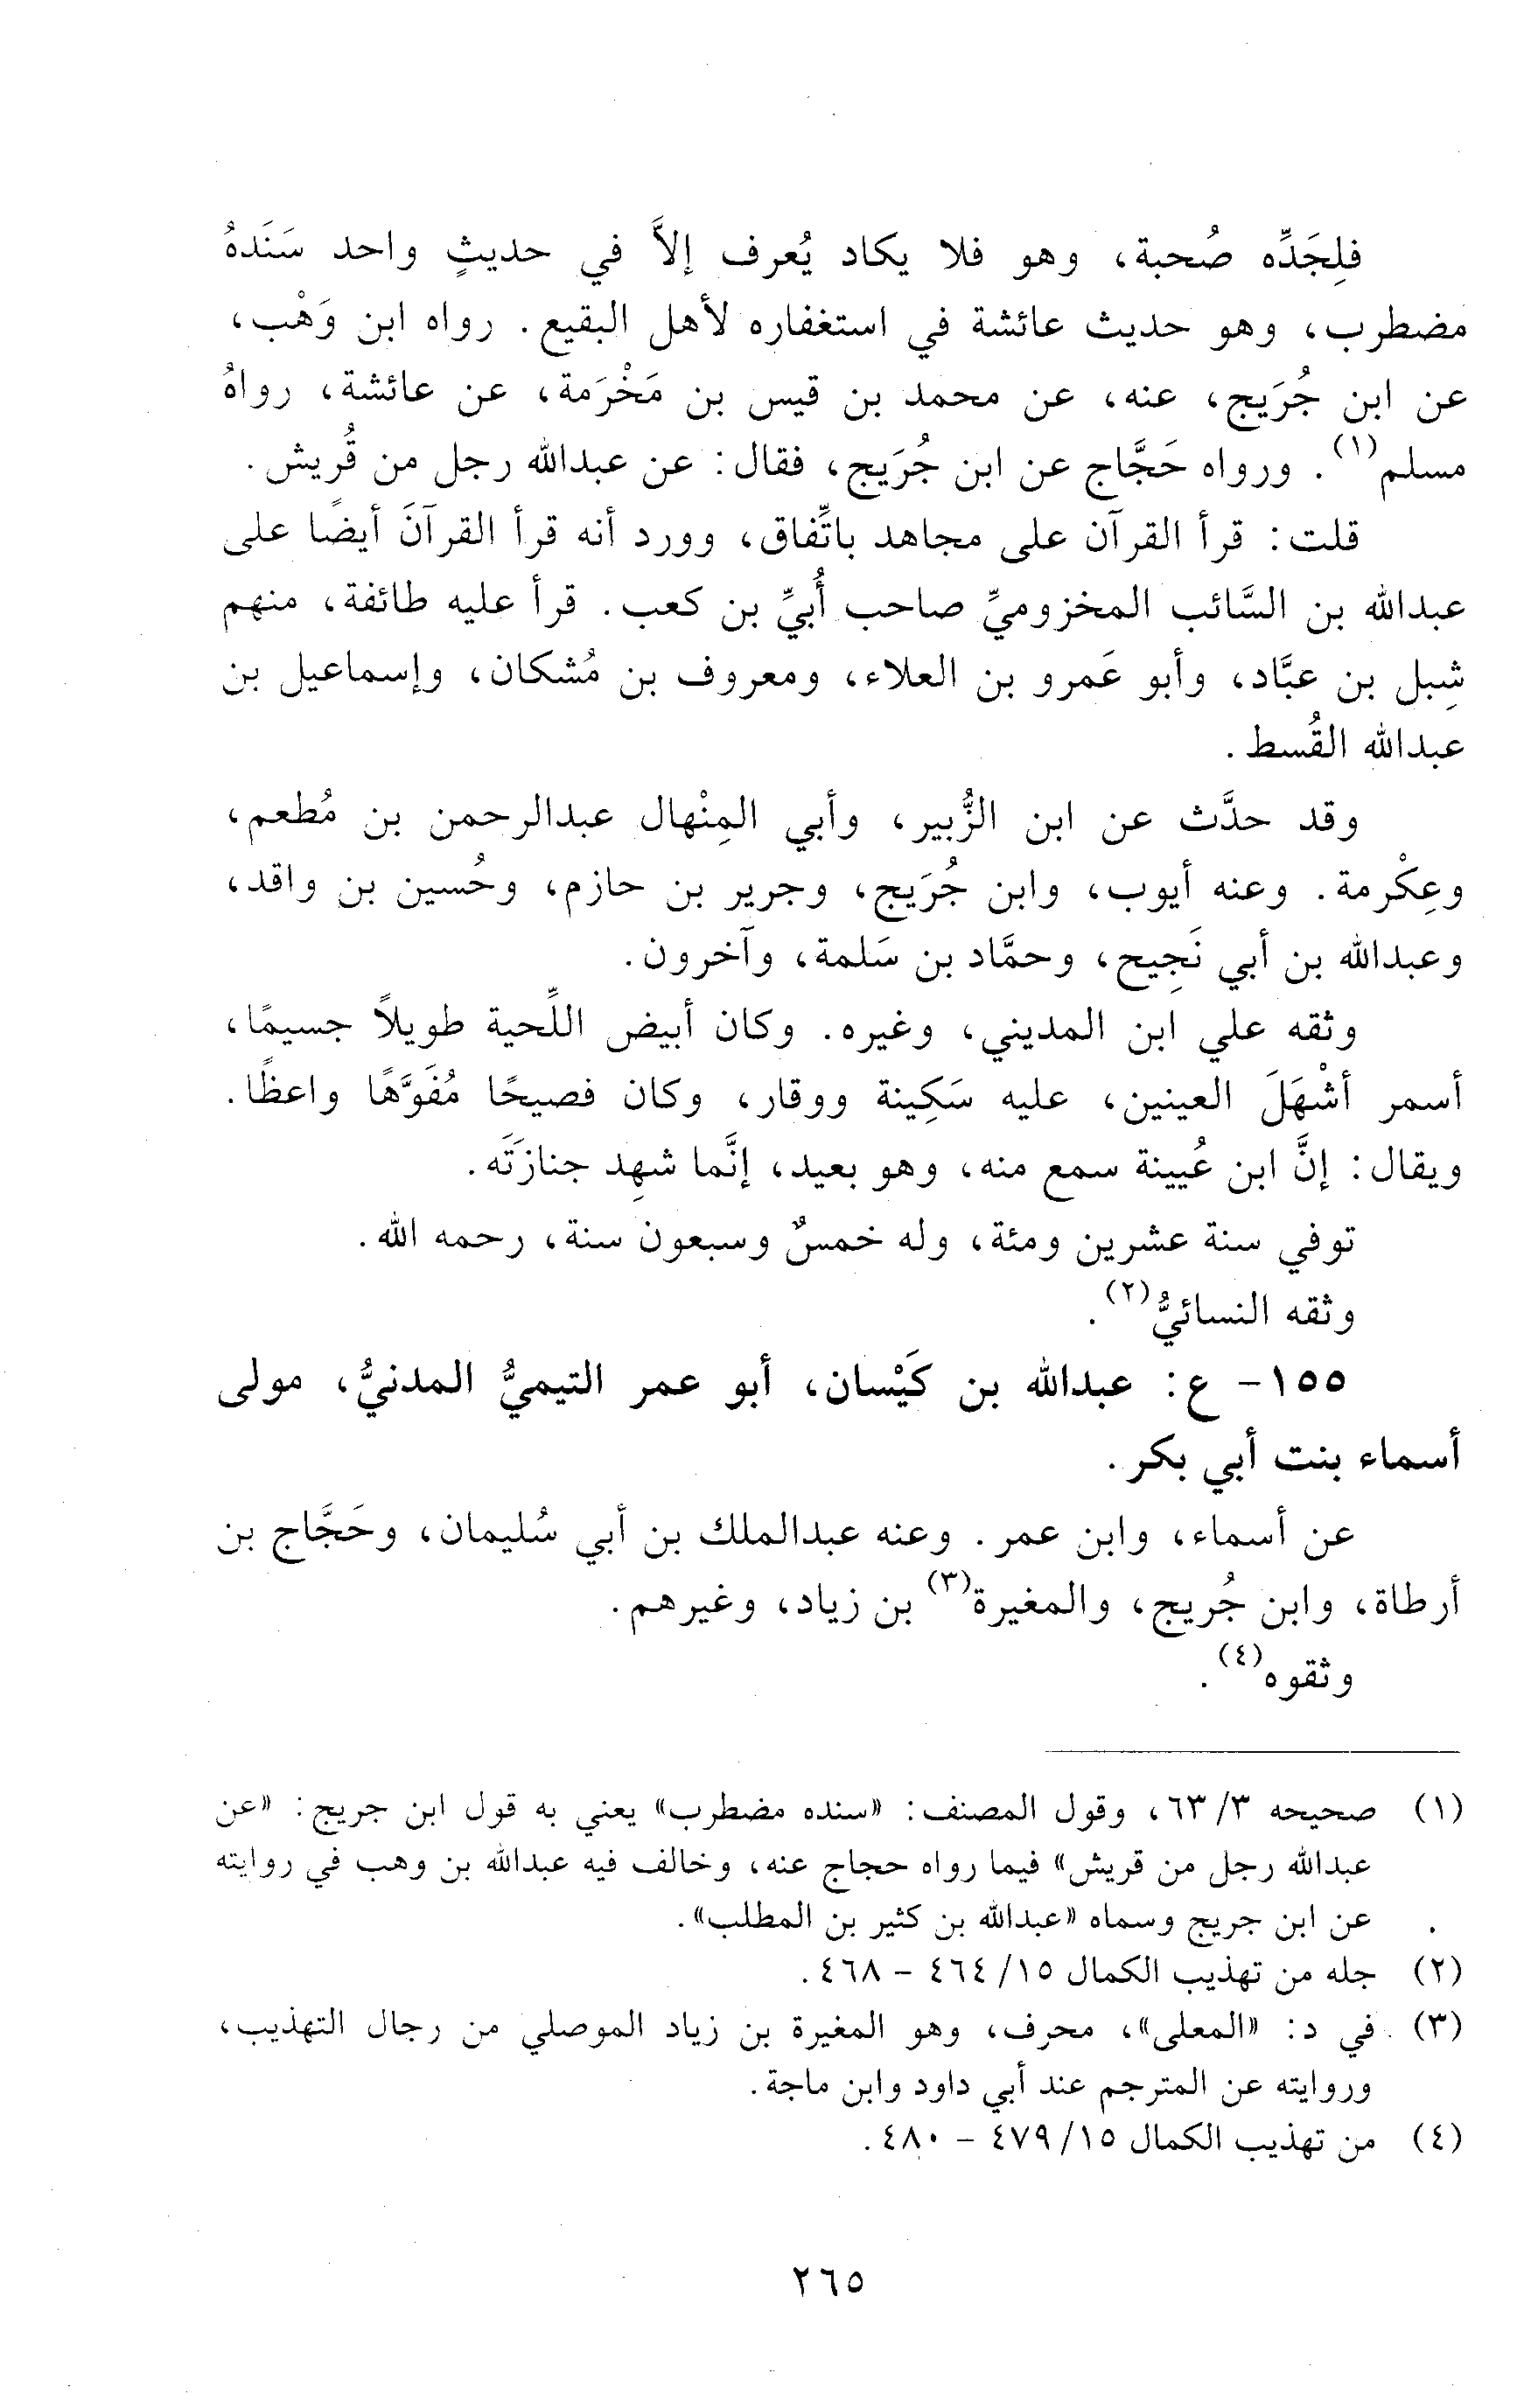 فلِجَدِّه صُحبة، وهو فلا يكاد يُعرف إلاَّ في حديثٍ واحد سَنَدهُ
مضطرب، وهو حديث عائشة في استغفاره لأهل البقيع. رواه ابن وَهْب،
عن ابن جُرَيج، عنه، عن محمد بن قيس بن مَخْرَمة، عن عائشة، رواهُ
مسلم(١). ورواه حَجَّاج عن ابن جُرَيج، فقال: عن عبدالله رجل من قُريش.
قلت: قرأ القرآن على مجاهد باتِّفاق، وورد أنه قرأ القرآنَ أيضًا على
عبدالله بن السَّائب المخزوميِّ صاحب أُبيِّ بن كعب. قرأ عليه طائفة، منهم
شِبل بن عبَّاد، وأبو عَمرو بن العلاء، ومعروف بن مُشكان، وإسماعيل بن
عبدالله القُسط.
وقد حدَّث عن ابن الزُّبير، وأبي المِنْهال عبدالرحمن بن مُطعم،
وعِكْرمة. وعنه أيوب، وابن جُرَيج، وجرير بن حازم، وحُسين بن واقد،
وعبدالله بن أبي نَجِيح، وحمَّاد بن سَلمة، وآخرون.
وثقه علي ابن المديني، وغيره. وكان أبيض اللِّحية طويلاً جسيمًا،
أسمر أشْهَلَ العينين، عليه سَكِينة ووقار، وكان فصيحًا مُفَوَّهًا واعظًا.
ويقال: إنَّ ابن عُيينة سمع منه، وهو بعيد، إنَّما شهِد جنازَتَه.
توفي سنة عشرين ومئة، وله خمسٌ وسبعون سنة، رحمه الله.
وثقه النسائيُّ(٢).
١٥٥- ع: عبدالله بن كَيْسان، أبو عمر التيميُّ المدنيُّ، مولى
أسماء بنت أبي بكر.
عن أسماء، وابن عمر. وعنه عبدالملك بن أبي سُليمان، وحَجَّاج بن
أرطاة، وابن جُريج، والمغيرة(٣) بن زياد، وغيرهم.
وثقوه(٤).
(١) صحيحه ٣/ ٦٣، وقول المصنف: «سنده مضطرب» يعني به قول ابن جريج: «عن
عبدالله رجل من قريش» فيما رواه حجاج عنه، وخالف فيه عبدالله بن وهب في روايته
عن ابن جريج وسماه «عبدالله بن كثير بن المطلب».
(٢) جله من تهذيب الكمال ١٥/ ٤٦٤ - ٤٦٨.
(٣) في د: «المعلى»، محرف، وهو المغيرة بن زياد الموصلي من رجال التهذيب،
وروايته عن المترجم عند أبي داود وابن ماجة.
(٤) من تهذيب الكمال ١٥/ ٤٧٩ - ٤٨٠.
٢٦٥